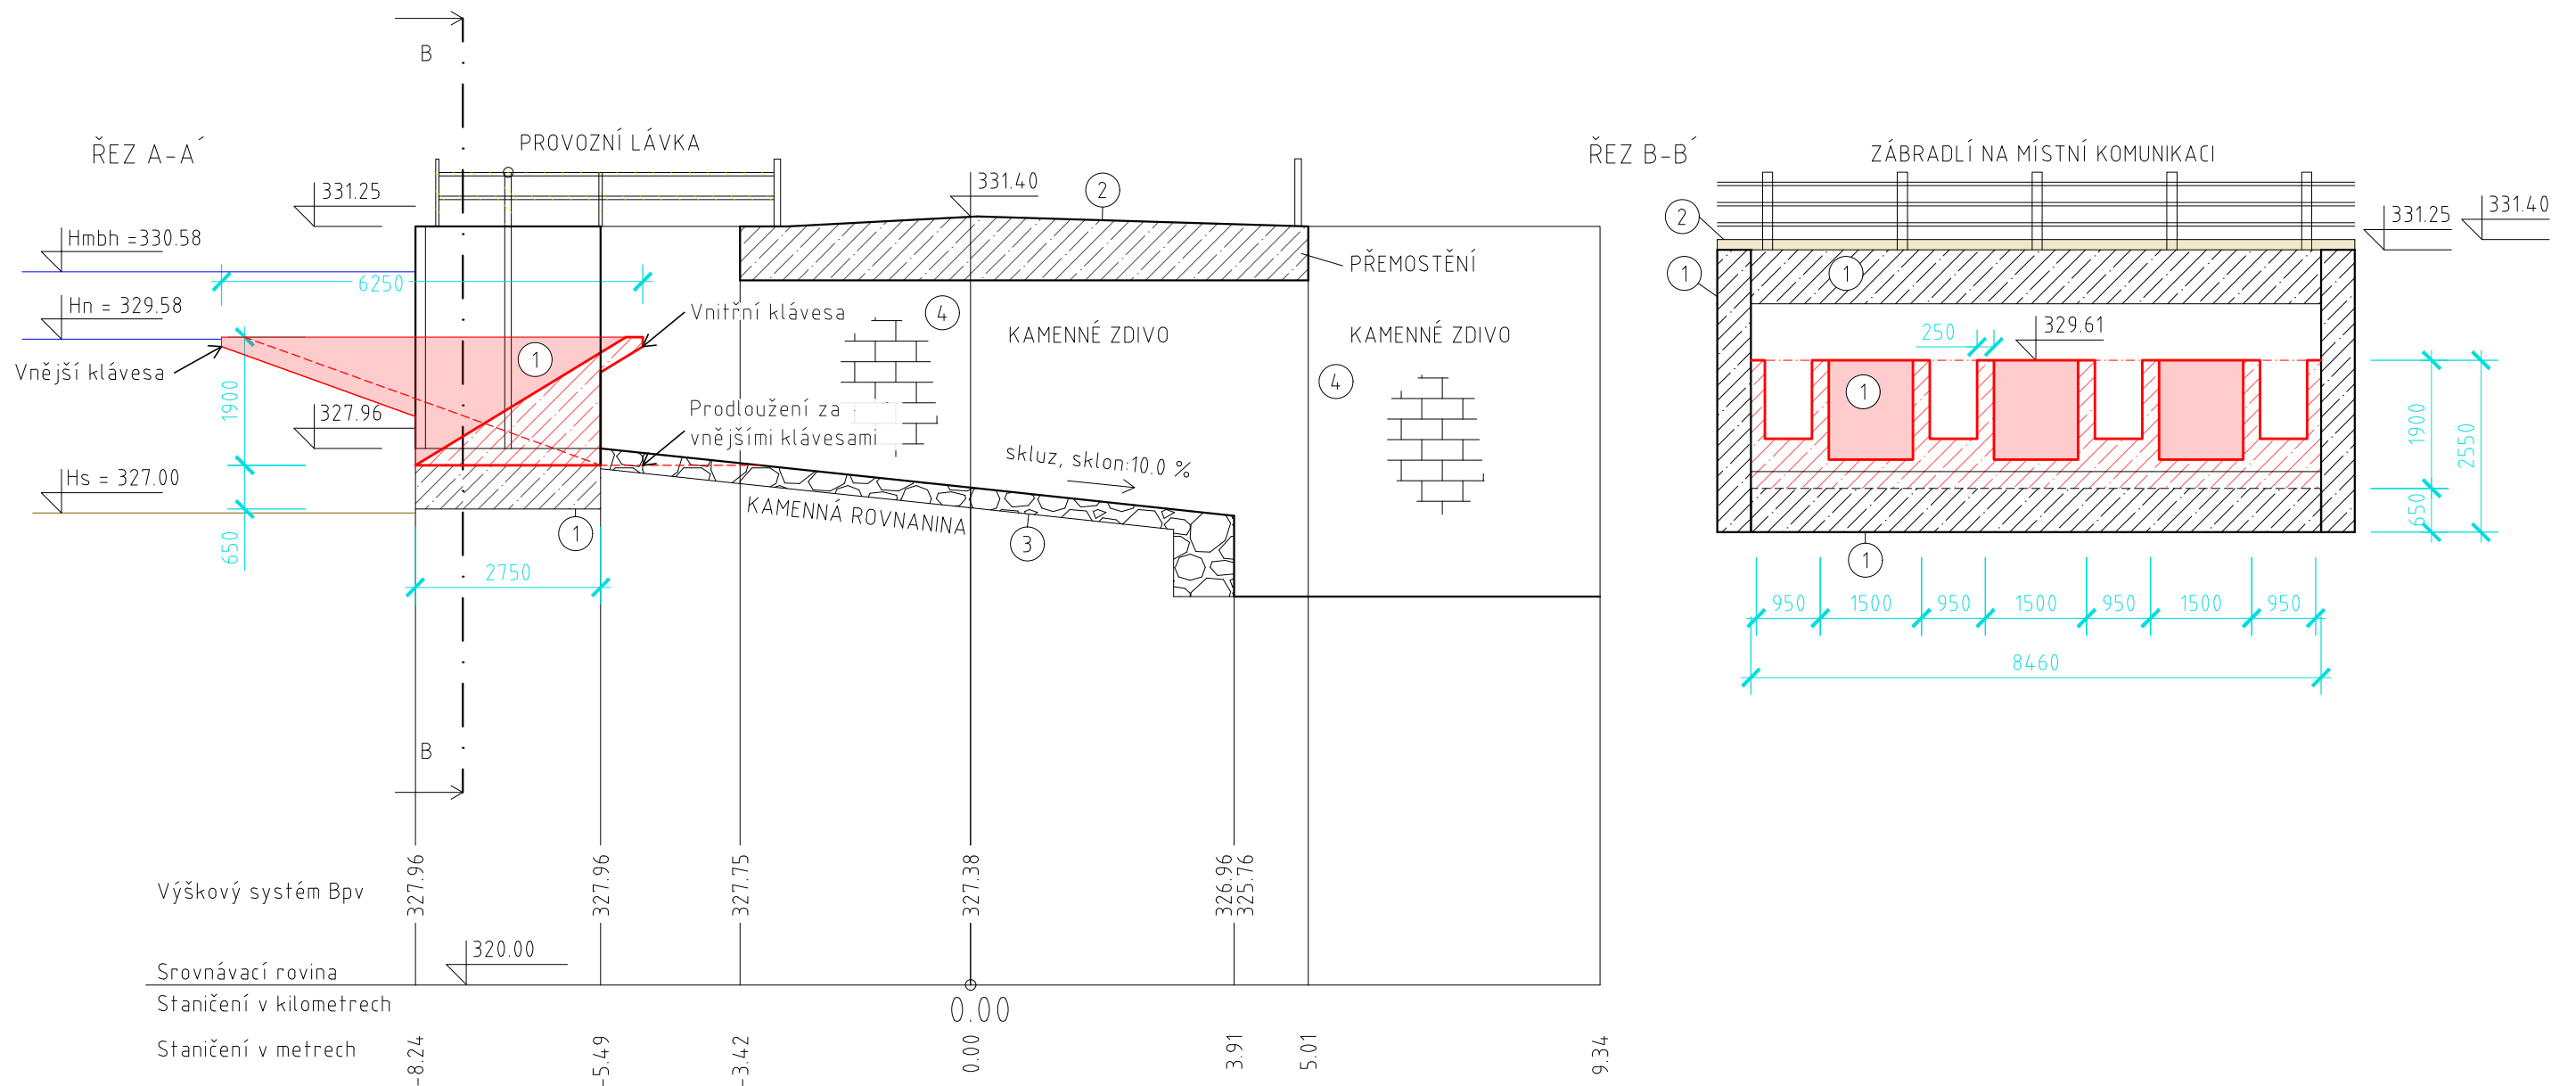 B
ŘEZ A-A´
PROVOZNÍ LÁVKA
ŘEZ B-B´
ZÁBRADLÍ NA MÍSTNÍ KOMUNIKACI
331.25
331.40
2
2
331.25
331.40
Hmbh =330.58
6250
PŘEMOSTĚNÍ
1
1
Hn = 329.58
Vnitřní klávesa
4
KAMENNÉ ZDIVO
KAMENNÉ ZDIVO
250
329.61
1
Vnější klávesa
4
1
1900
327.96
Prodloužení za
vnějšími klávesami
1900
2550
skluz, sklon:10.0 %
Hs = 327.00
KAMENNÁ ROVNANINA
650
650
1
3
1
2750
950
1500
950
1500
950
1500
950
8460
B
Výškový systém Bpv
327.96
327.96
327.75
327.38
326.96
325.76
320.00
Srovnávací rovina
Staničení v kilometrech
0.00
Staničení v metrech
-8.24
-5.49
-3.42
0.00
3.91
5.01
9.34